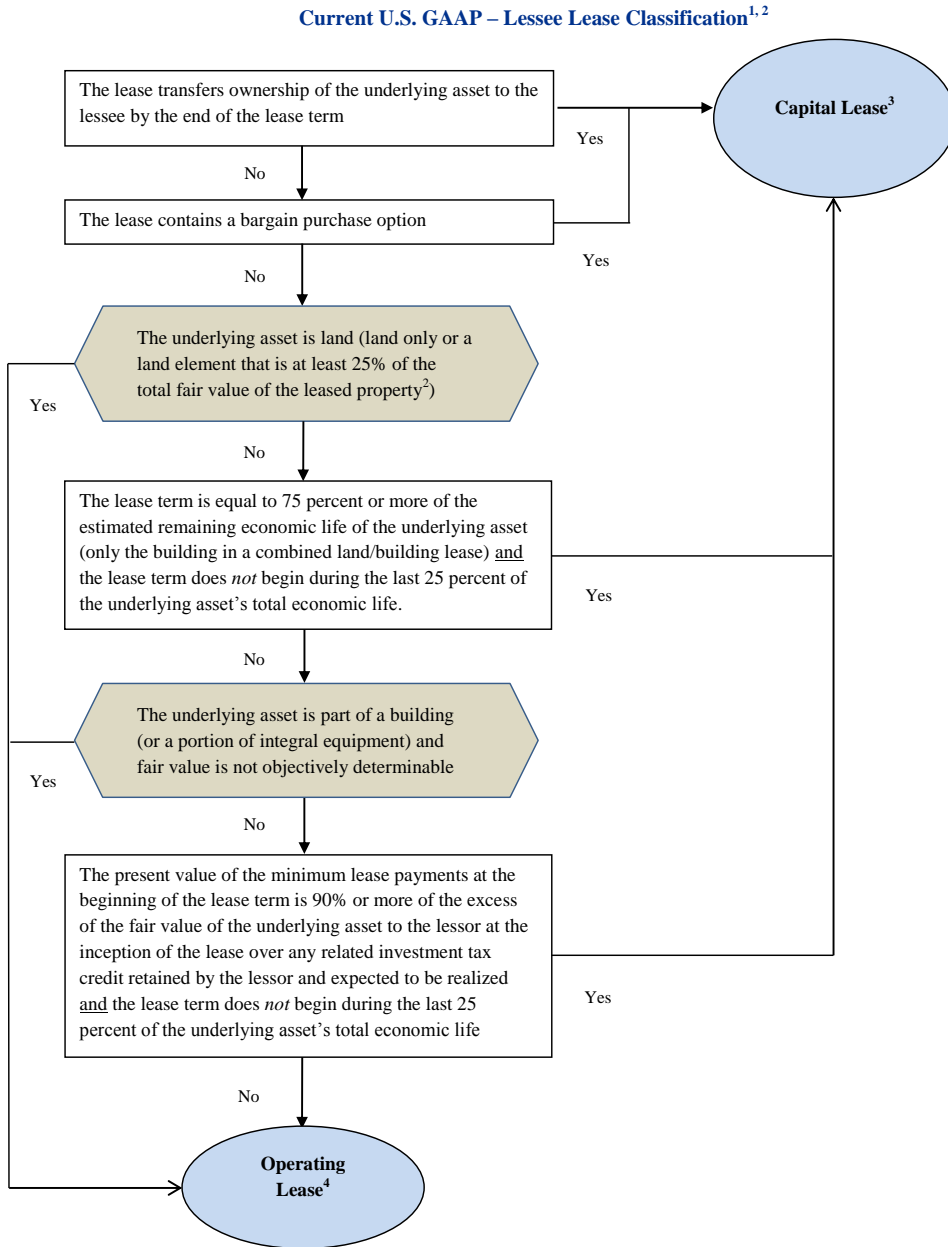 Current U.S. GAAP – Lessee Lease Classification1, 2
The lease transfers ownership of the underlying asset to the
lessee by the end of the lease term
Capital Lease3
Yes
No
The lease contains a bargain purchase option
Yes
No
The underlying asset is land (land only or a
land element that is at least 25% of the
total fair value of the leased property2)
Yes
No
The lease term is equal to 75 percent or more of the
estimated remaining economic life of the underlying asset
(only the building in a combined land/building lease) and
the lease term does not begin during the last 25 percent of
the underlying asset’s total economic life.
Yes
No
The underlying asset is part of a building
(or a portion of integral equipment) and
fair value is not objectively determinable
Yes
No
The present value of the minimum lease payments at the
beginning of the lease term is 90% or more of the excess
of the fair value of the underlying asset to the lessor at the
inception of the lease over any related investment tax
credit retained by the lessor and expected to be realized
and the lease term does not begin during the last 25
percent of the underlying asset’s total economic life
Yes
No
Operating
Lease4